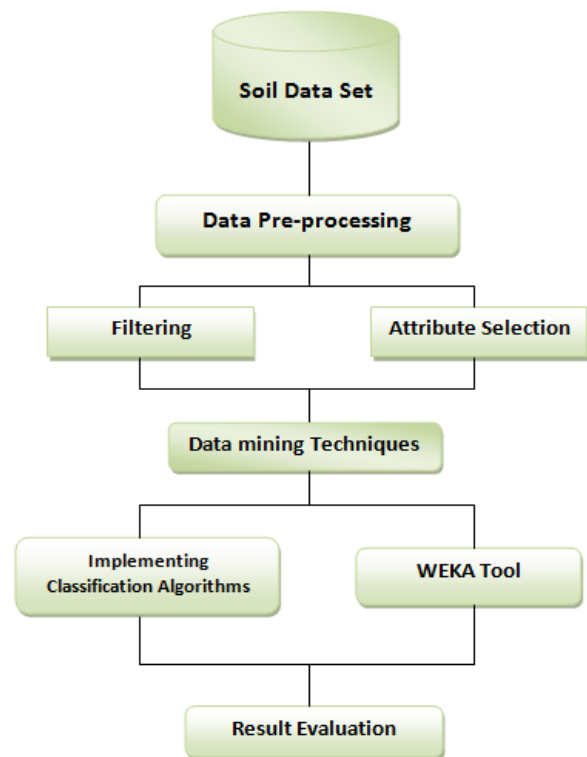 Soil Data Set
Data Pre-processing
Filtering
Attribute Selection
Data mining Techniques
Implementing
Classification Algorithms
WEKA Tool
Result Evaluation